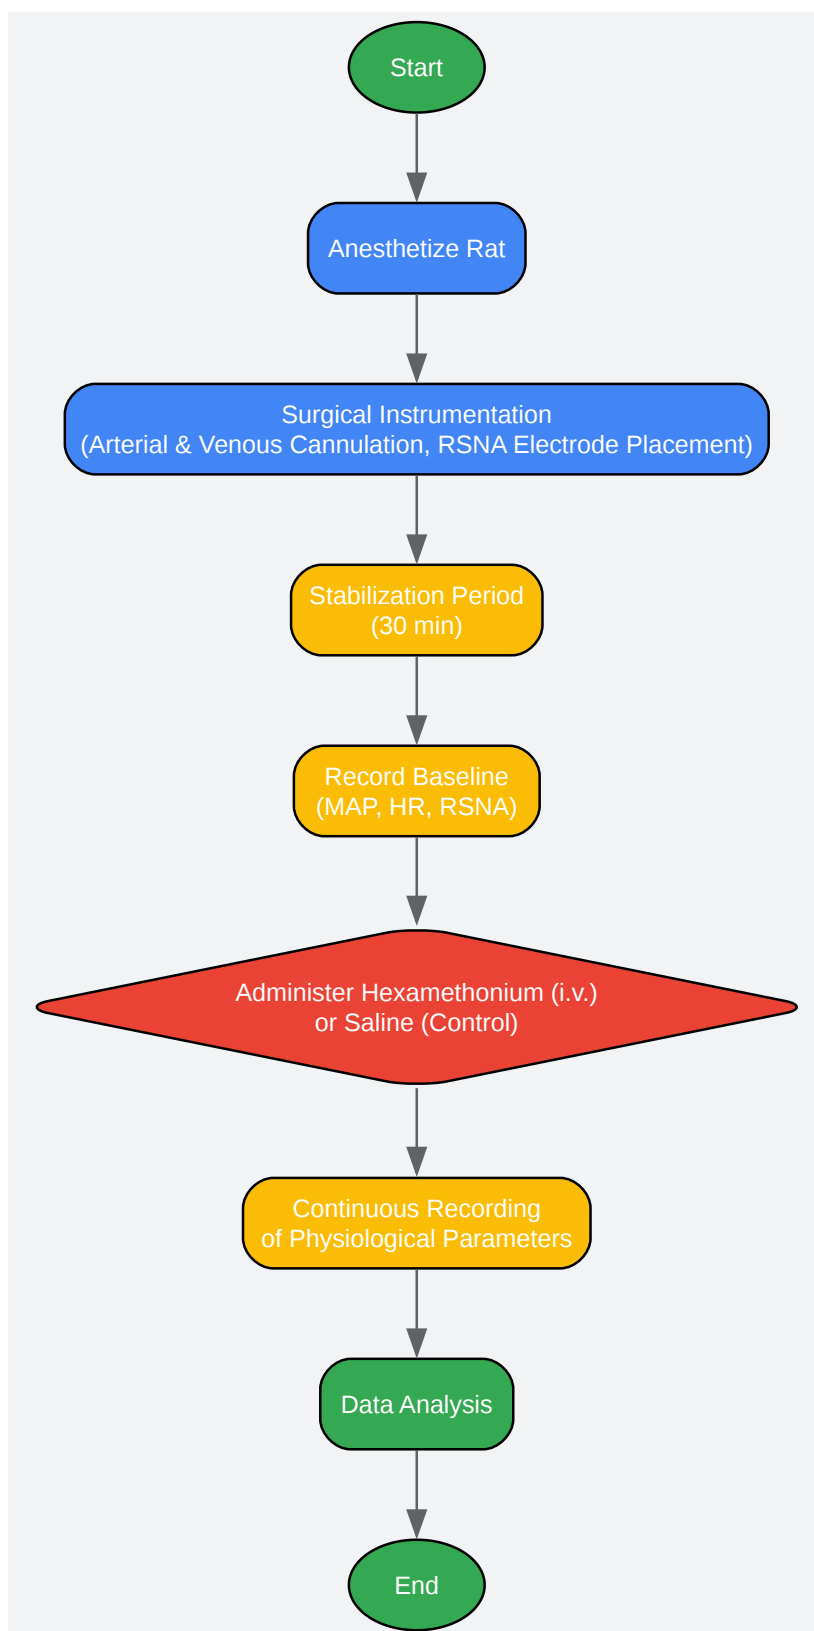 Start
Anesthetize Rat
Surgical Instrumentation
(Arterial & Venous Cannulation, RSNA Electrode Placement)
Stabilization Period
(30 min)
Record Baseline
(MAP, HR, RSNA)
Administer Hexamethonium (i.v.)
or Saline (Control)
Continuous Recording
of Physiological Parameters
Data Analysis
End